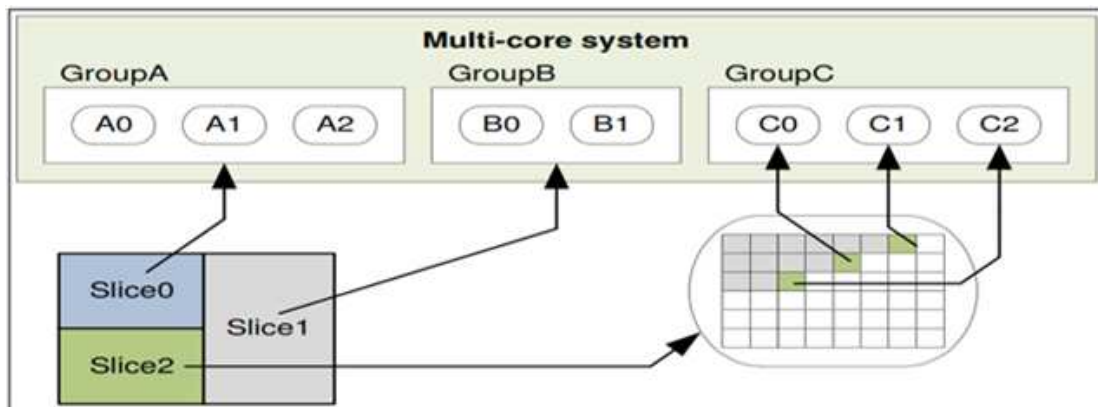 Multi-core system
GroupA GroupB GroupC
A0 A1 A2 B0 B1 C0 C1 C2
Slice0
Slice1
Slice2